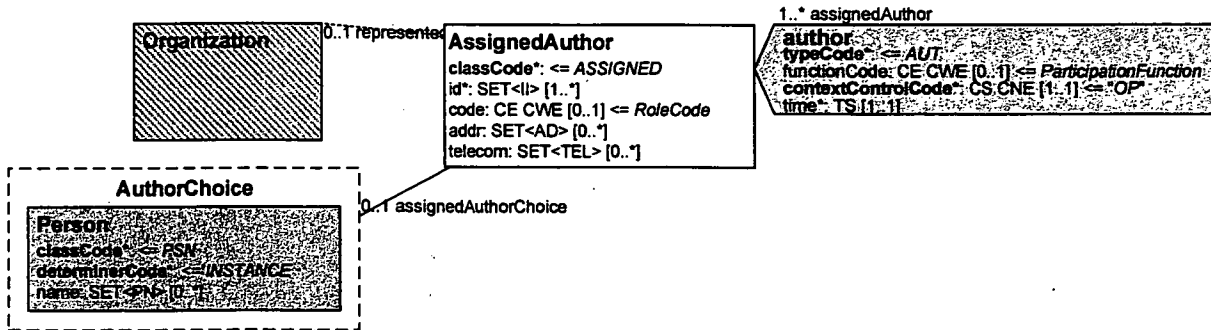 1..* assignedAuthor
Organization
0..1 represented
AssignedAuthor
classCode*: <= ASSIGNED
id*: SET<II> [1..*]
code: CE CWE [0..1] <= RoleCode
addr: SET<AD> [0..*]
telecom: SET<TEL> [0..*]
author
typeCode*: <= AUT
functionCode: CE CWE [0..1] <= ParticipationFunction
contextControlCode*: CS CNE [1..1] <= "OP"
time*: TS [1..1]
AuthorChoice
0..1 assignedAuthorChoice
Person
classCode*: <= PSN
determinerCode*: <= INSTANCE
name: SET<PN> [0..*]